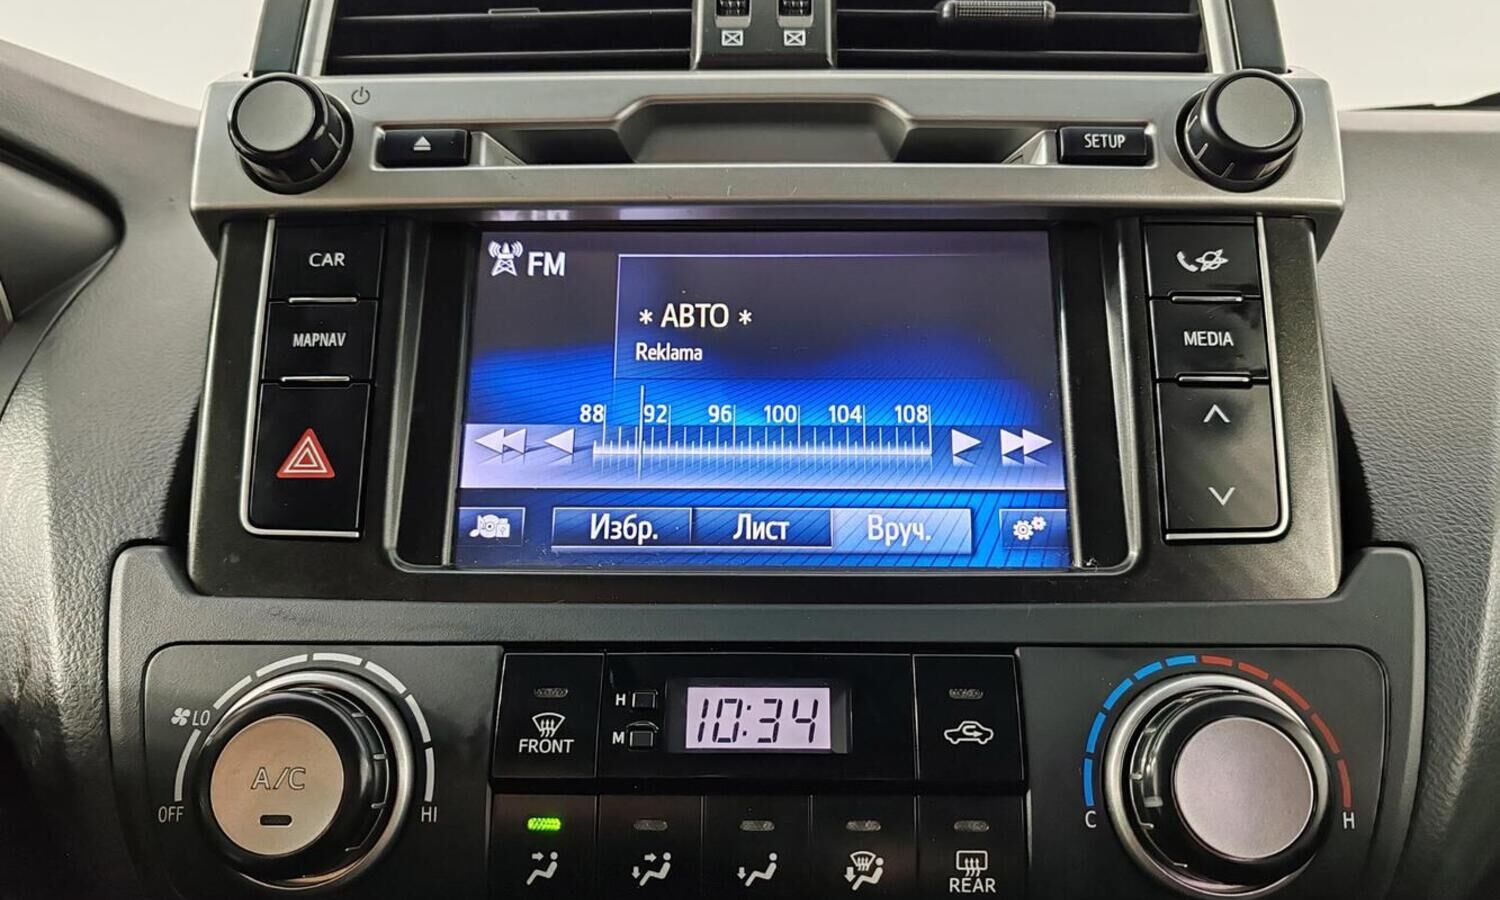 SETUP
CAR
MAPNAV
FM
* АВТО *
Reklama
88 92 96 100 104 108
Избр. Лист Вруч.
MEDIA
LO
OFF
HI
A/C
FRONT
H
M
10:34
C
H
REAR